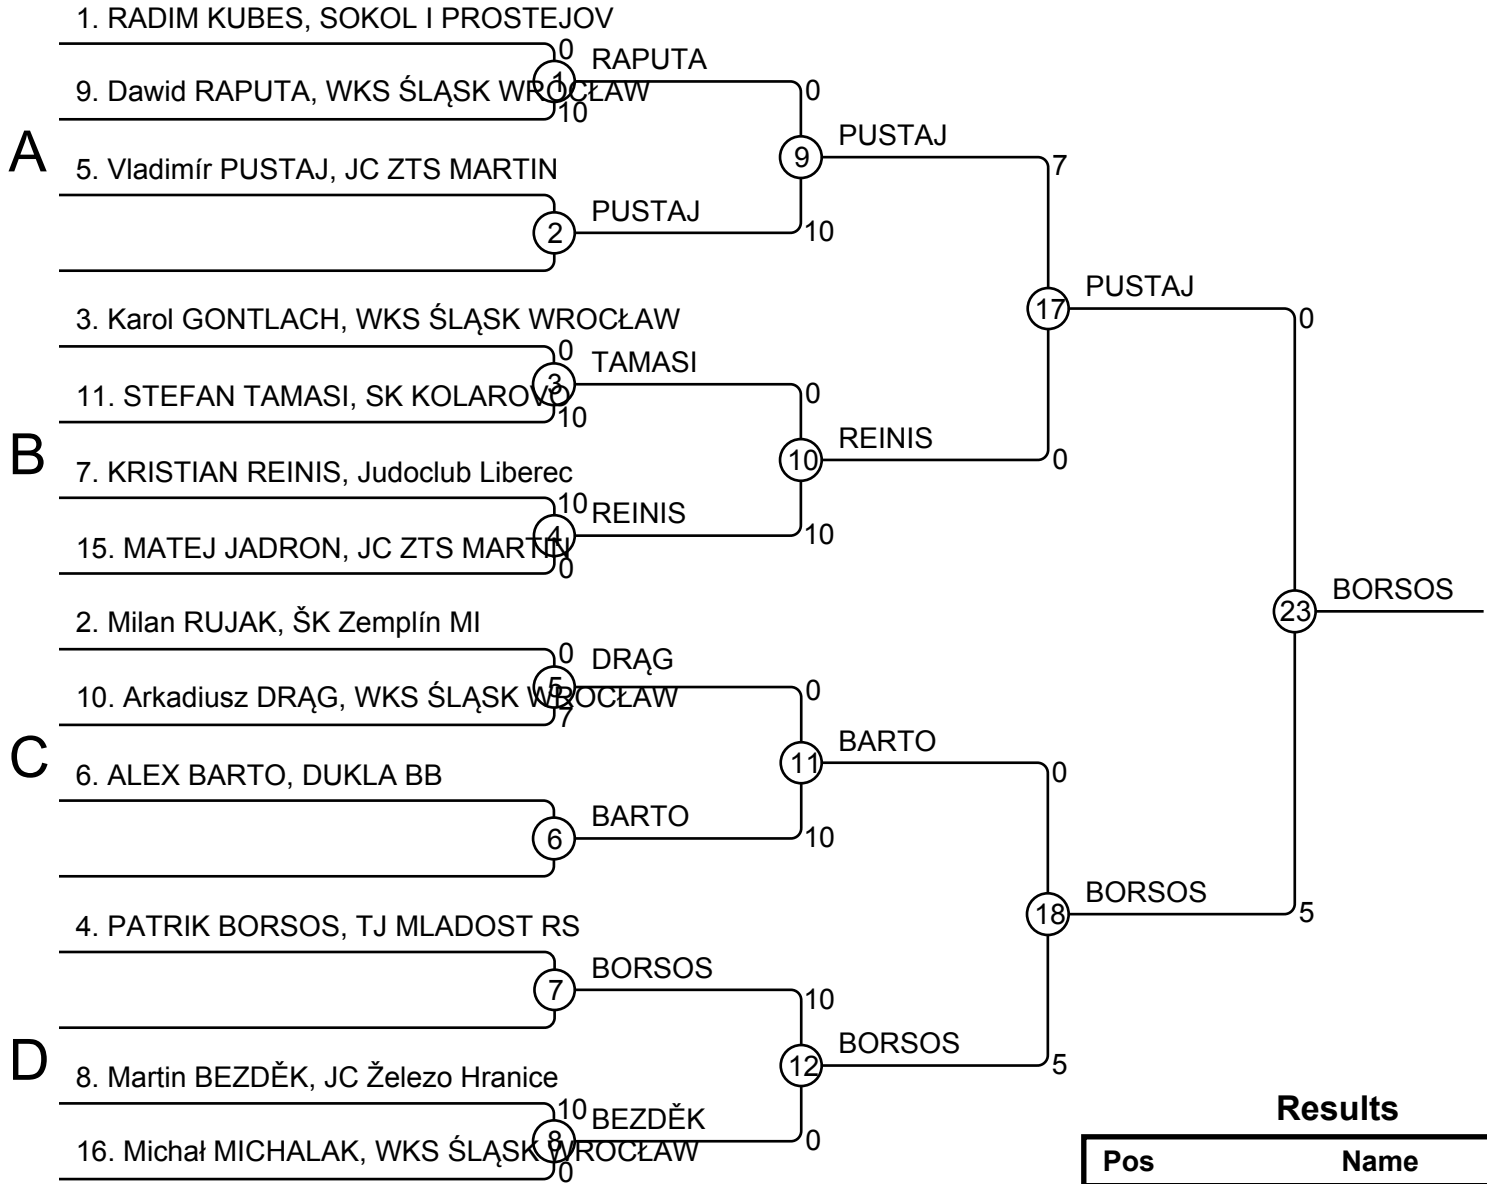 1. RADIM KUBES, SOKOL I PROSTEJOV
0
RAPUTA
1
0
9. Dawid RAPUTA, WKS ŚLĄSK WROCŁAW
10
A
PUSTAJ
9
7
5. Vladimír PUSTAJ, JC ZTS MARTIN
PUSTAJ
2
10
PUSTAJ
17
0
3. Karol GONTLACH, WKS ŚLĄSK WROCŁAW
0
TAMASI
3
0
11. STEFAN TAMASI, SK KOLAROVO
10
B
REINIS
10
0
7. KRISTIAN REINIS, Judoclub Liberec
10
REINIS
4
10
15. MATEJ JADRON, JC ZTS MARTIN
0
BORSOS
23
2. Milan RUJAK, ŠK Zemplín MI
0
DRĄG
5
0
10. Arkadiusz DRĄG, WKS ŚLĄSK WROCŁAW
7
C
BARTO
11
0
6. ALEX BARTO, DUKLA BB
BARTO
6
10
BORSOS
18
5
4. PATRIK BORSOS, TJ MLADOST RS
BORSOS
7
10
D
BORSOS
12
5
8. Martin BEZDĚK, JC Železo Hranice
10
BEZDĚK
8
0
16. Michał MICHALAK, WKS ŚLĄSK WROCŁAW
0
Results
Pos Name